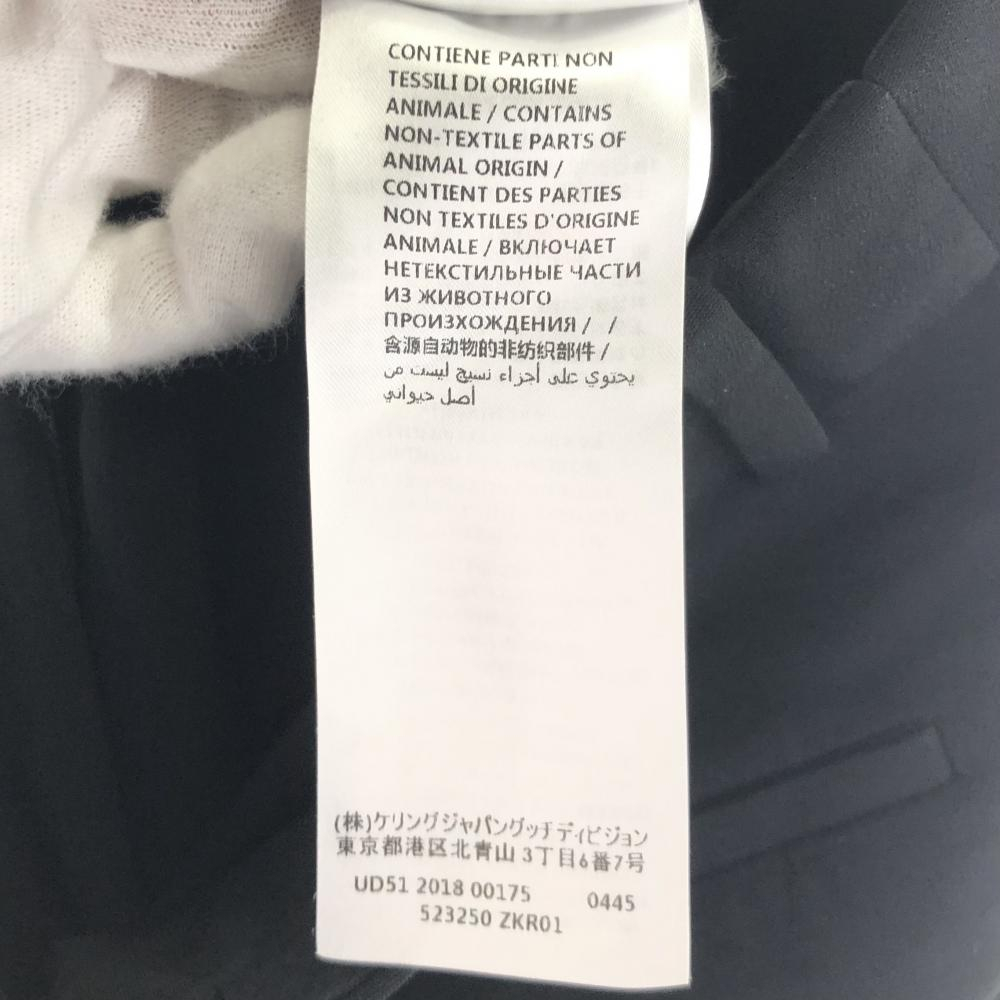 CONTIENE PARTI NON
TESSILI DI ORIGINE
ANIMALE / CONTAINS
NON-TEXTILE PARTS OF
ANIMAL ORIGIN /
CONTIENT DES PARTIES
NON TEXTILES D'ORIGINE
ANIMALE / ВКЛЮЧАЕТ
НЕТЕКСТИЛЬНЫЕ ЧАСТИ
ИЗ ЖИВОТНОГО
ПРОИЗХОЖДЕНИЯ / /
含源自动物的非纺织部件 /
يحتوي على أجزاء نسيج ليست من
أصل حيواني
(株)ケリングジャパングッチディビジョン
東京都港区北青山 3丁目6番7号
UD51 2018 00175 0445
523250 ZKR01